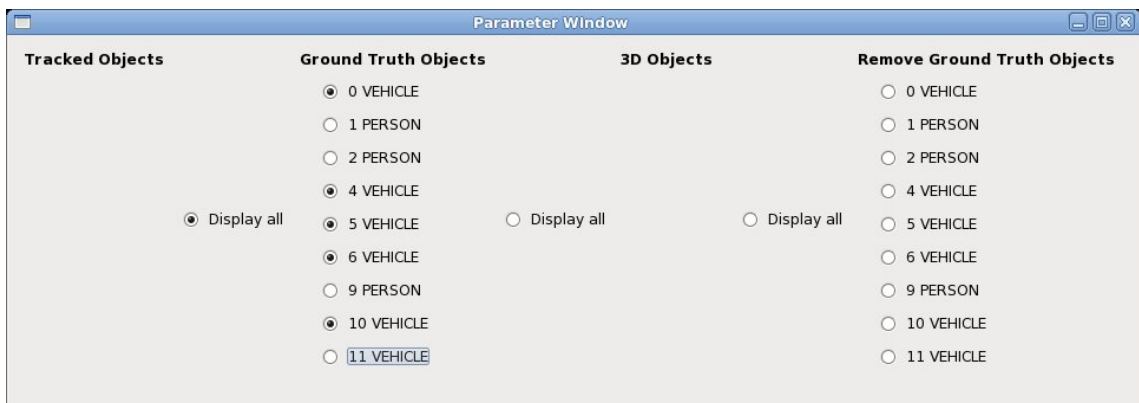 Parameter Window
Tracked Objects Ground Truth Objects 3D Objects Remove Ground Truth Objects
0 VEHICLE 0 VEHICLE
1 PERSON 1 PERSON
2 PERSON 2 PERSON
4 VEHICLE 4 VEHICLE
Display all Display all Display all
5 VEHICLE 5 VEHICLE
6 VEHICLE 6 VEHICLE
9 PERSON 9 PERSON
10 VEHICLE 10 VEHICLE
11 VEHICLE 11 VEHICLE